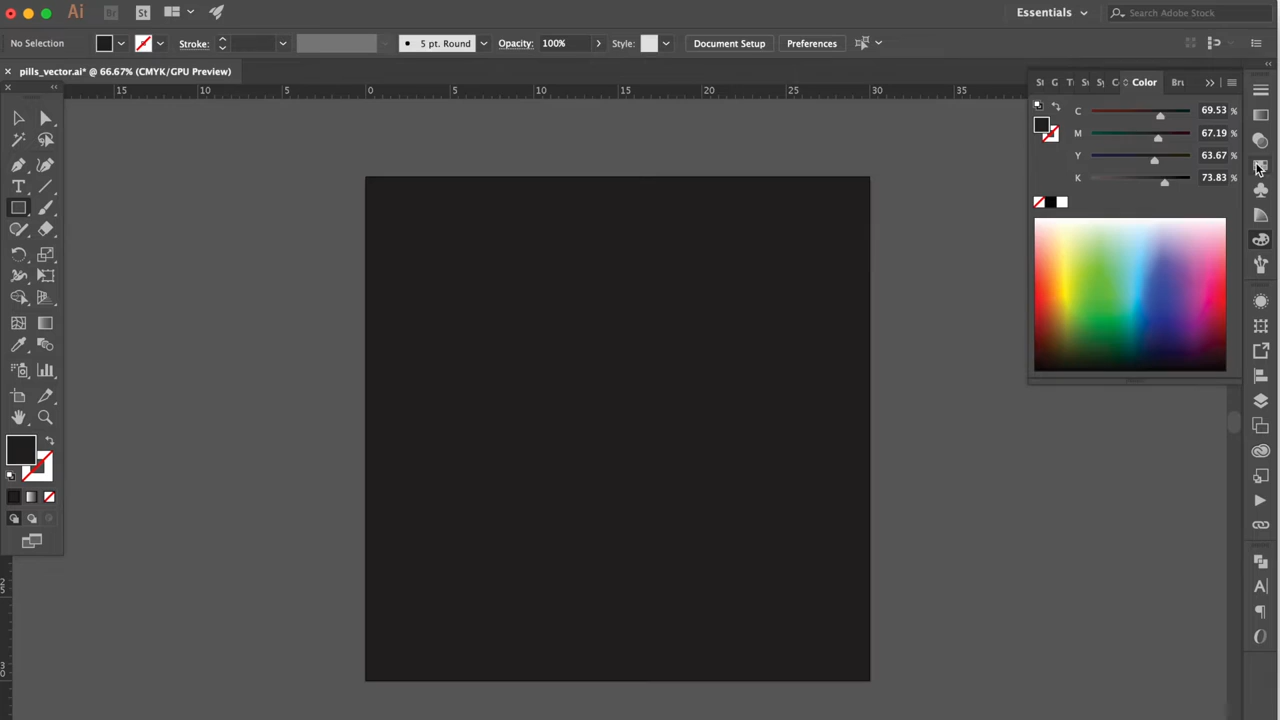 Ai Br St Essentials Search Adobe Stock
No Selection Stroke: 5 pt. Round Opacity: 100% Style: Document Setup Preferences
× pills_vector.ai* @ 66.67% (CMYK/GPU Preview)
15 10 5 0 5 10 15 20 25 30 35
Color
C 69.53 %
M 67.19 %
Y 63.67 %
K 73.83 %